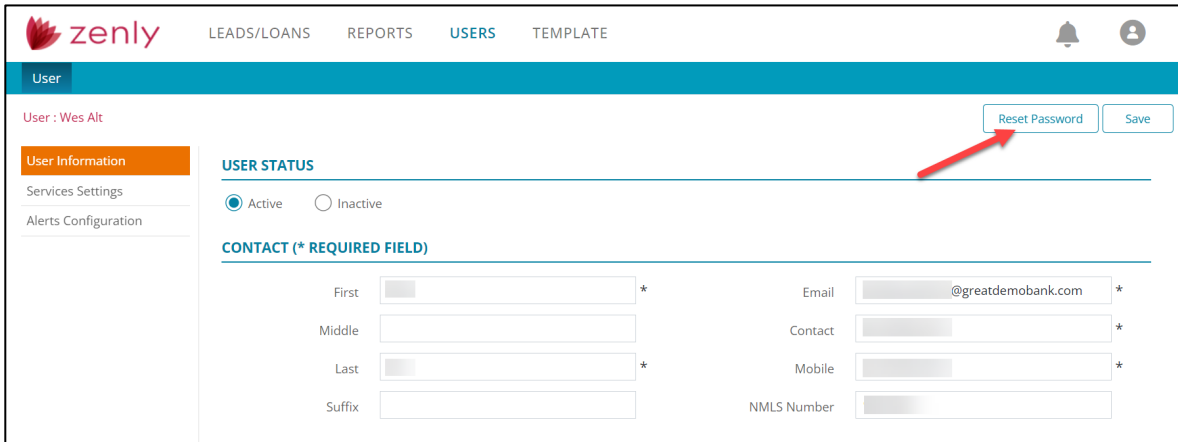 zenly LEADS/LOANS REPORTS USERS TEMPLATE
User
User : Wes Alt Reset Password Save
User Information
Services Settings
Alerts Configuration
USER STATUS
Active Inactive
CONTACT (* REQUIRED FIELD)
First * Email @greatdemobank.com *
Middle Contact *
Last * Mobile *
Suffix NMLS Number